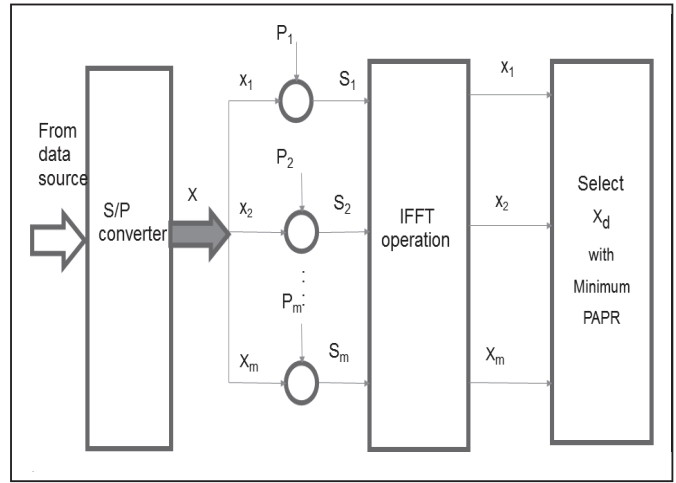 From
data
source
S/P
converter
X
P₁
x₁
S₁
P₂
x₂
S₂
Pₘ
Xₘ
Sₘ
IFFT
operation
x₁
x₂
Xₘ
Select
X_d
with
Minimum
PAPR